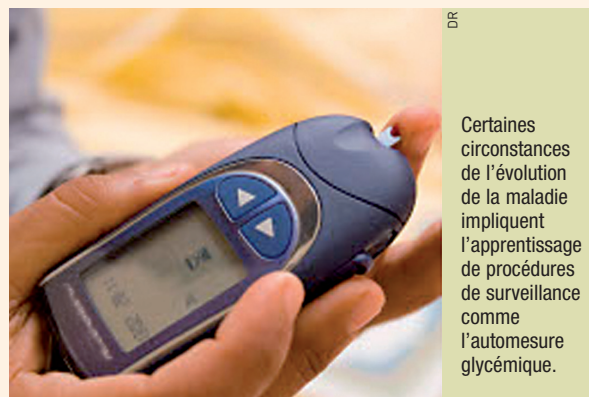 DR
Certaines
circonstances
de l’évolution
de la maladie
impliquent
l’apprentissage
de procédures
de surveillance
comme
l’automesure
glycémique.